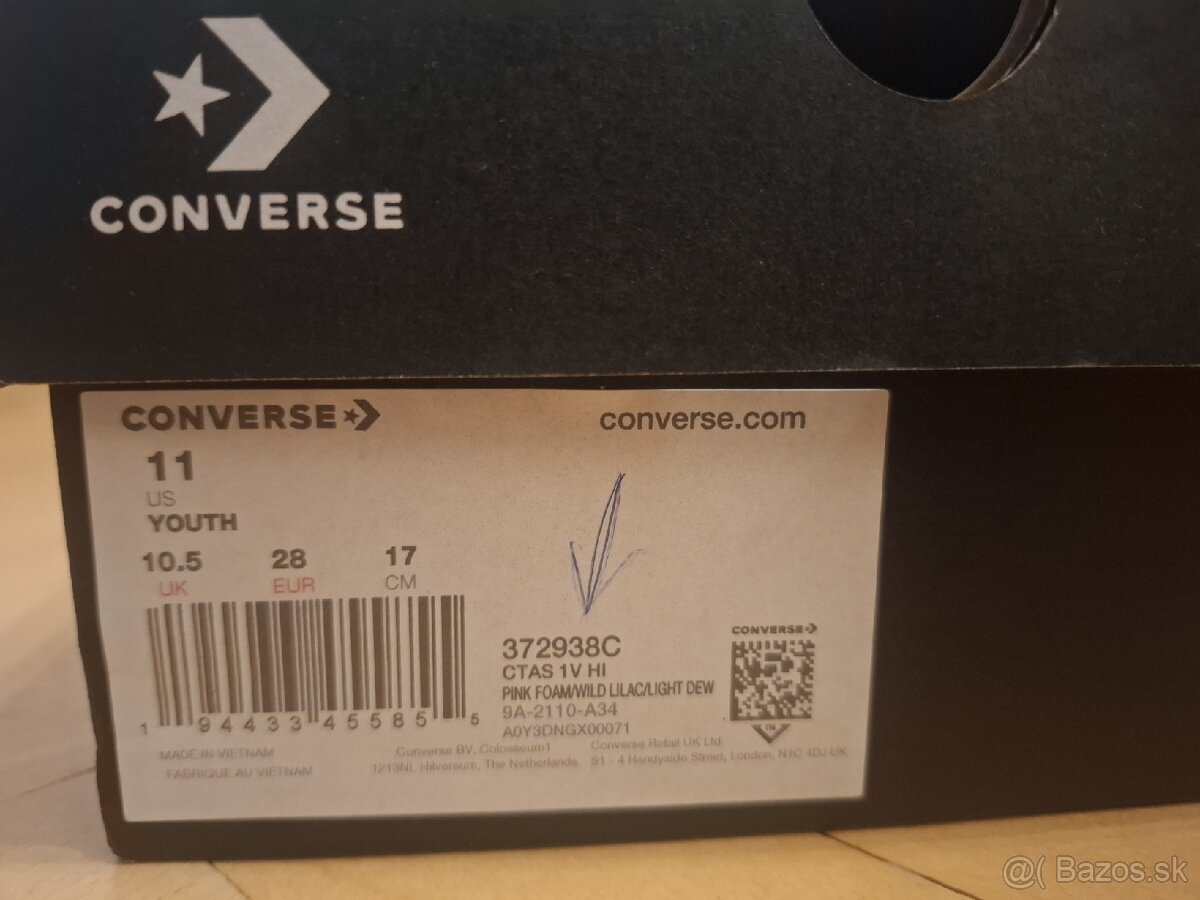 CONVERSE
CONVERSE
converse.com
11
US
YOUTH
10.5 28 17
UK EUR CM
1 94433 45585 5
372938C
CTAS 1V HI
PINK FOAM/WILD LILAC/LIGHT DEW
9A-2110-A34
A0Y3DNGX00071
CONVERSE
MADE IN VIETNAM
FABRIQUE AU VIETNAM
Converse BV, Colosseum1
1213NL Hilversum, The Netherlands
Converse Retail UK Ltd.
S1 - 4 Handyside Street, London, N1C 4DJ UK
@( Bazos.sk